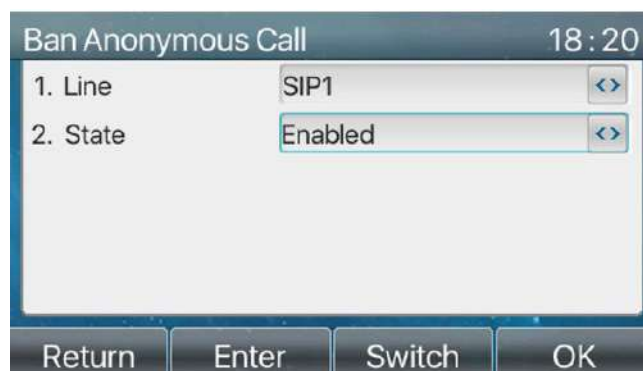 Ban Anonymous Call 18:20
1. Line SIP1
2. State Enabled
Return Enter Switch OK